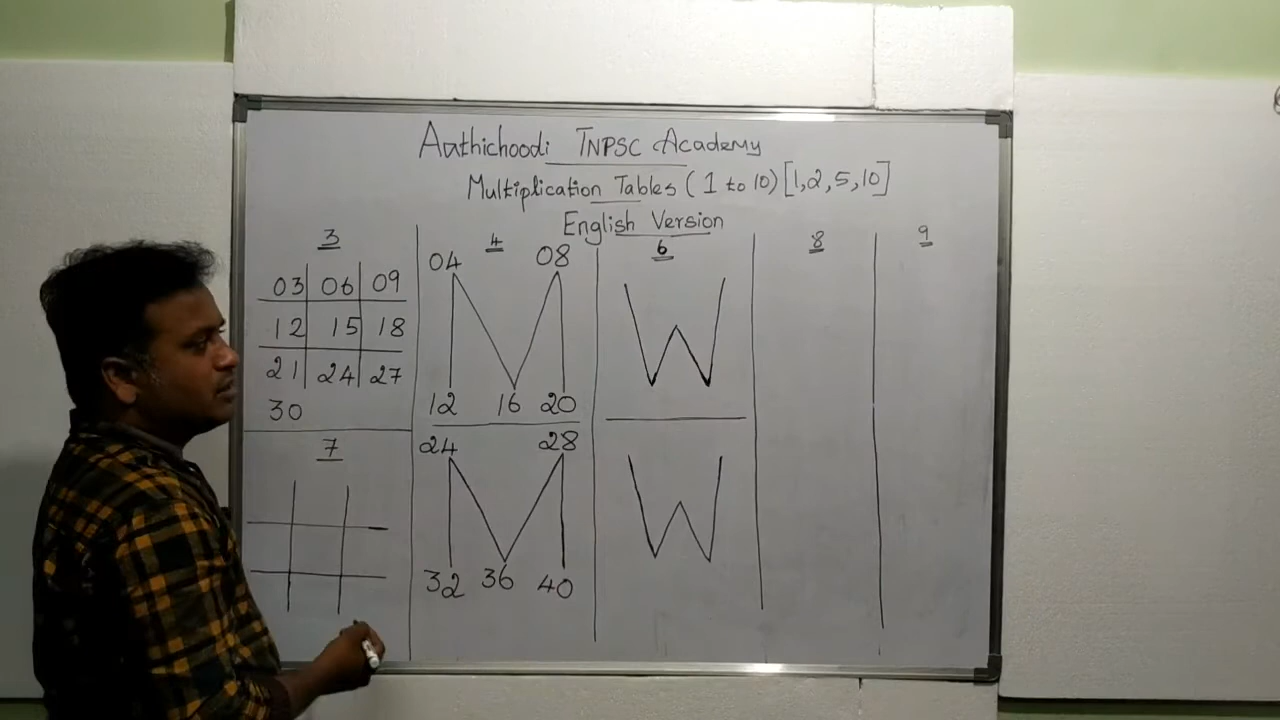 Aathichoodi TNPSC Academy
Multiplication Tables (1 to 10) [1,2,5,10]
English Version
3
03 06 09
12 15 18
21 24 27
30
7
4
04 08
12 16 20
24 28
32 36 40
6
8
9